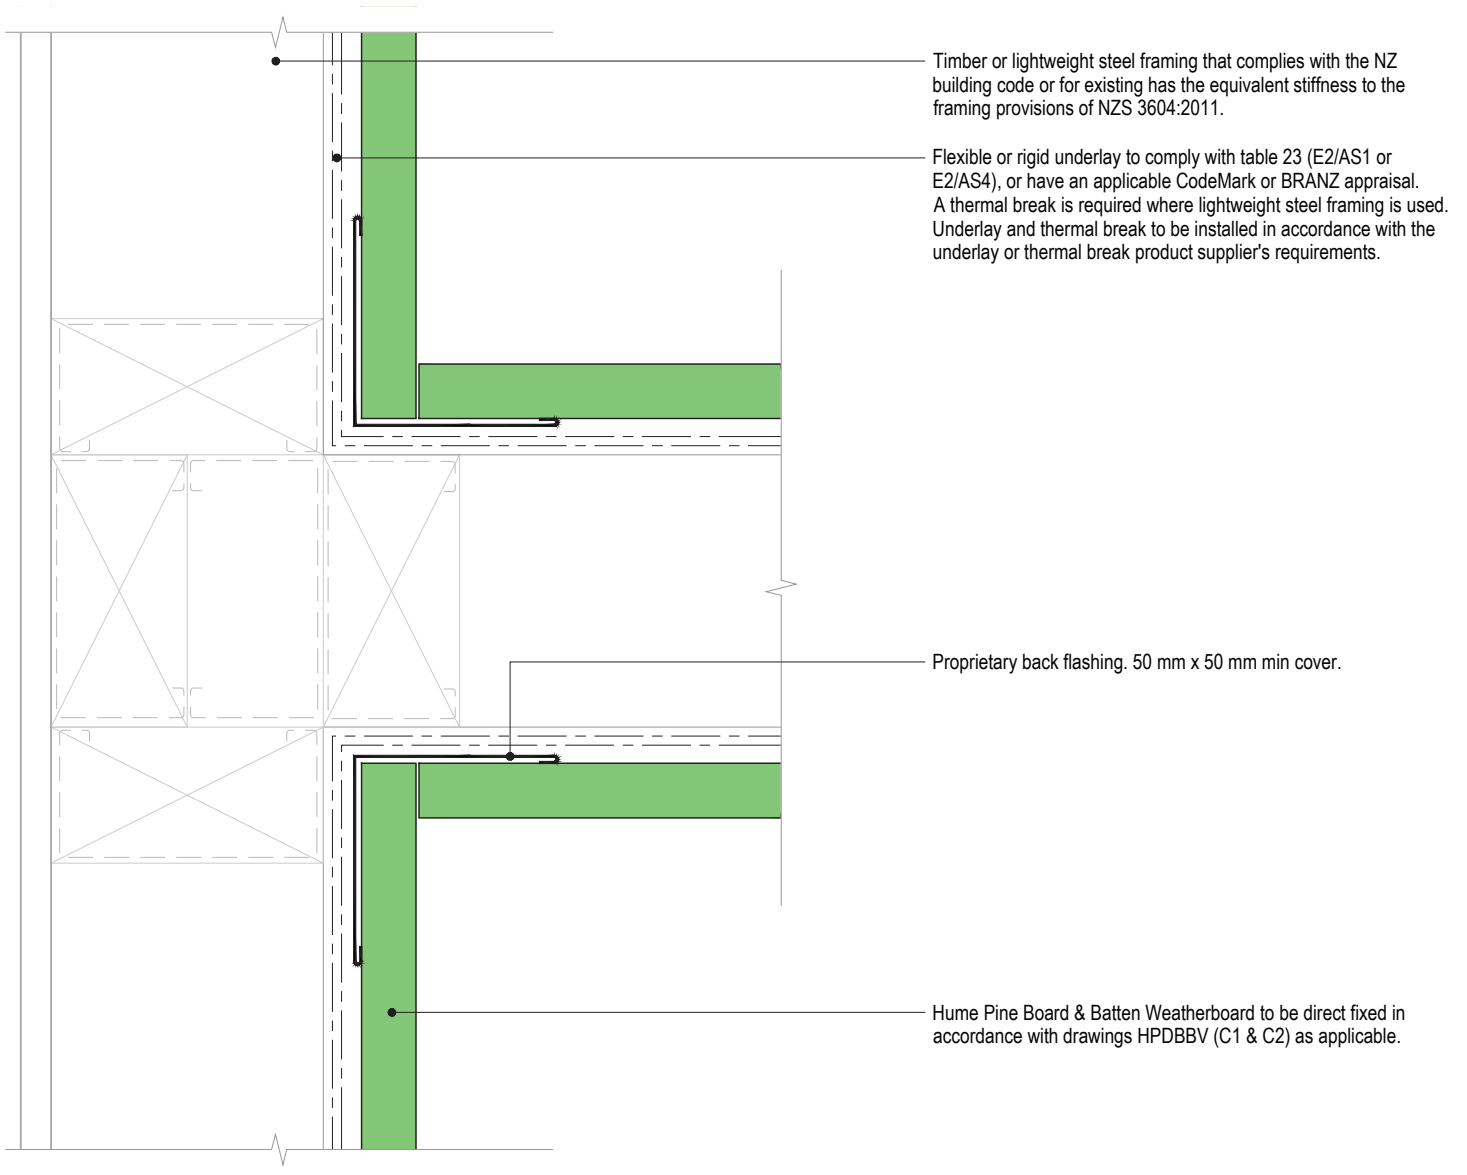 Timber or lightweight steel framing that complies with the NZ
building code or for existing has the equivalent stiffness to the
framing provisions of NZS 3604:2011.
Flexible or rigid underlay to comply with table 23 (E2/AS1 or
E2/AS4), or have an applicable CodeMark or BRANZ appraisal.
A thermal break is required where lightweight steel framing is used.
Underlay and thermal break to be installed in accordance with the
underlay or thermal break product supplier's requirements.
Proprietary back flashing. 50 mm x 50 mm min cover.
Hume Pine Board & Batten Weatherboard to be direct fixed in
accordance with drawings HPDBBV (C1 & C2) as applicable.